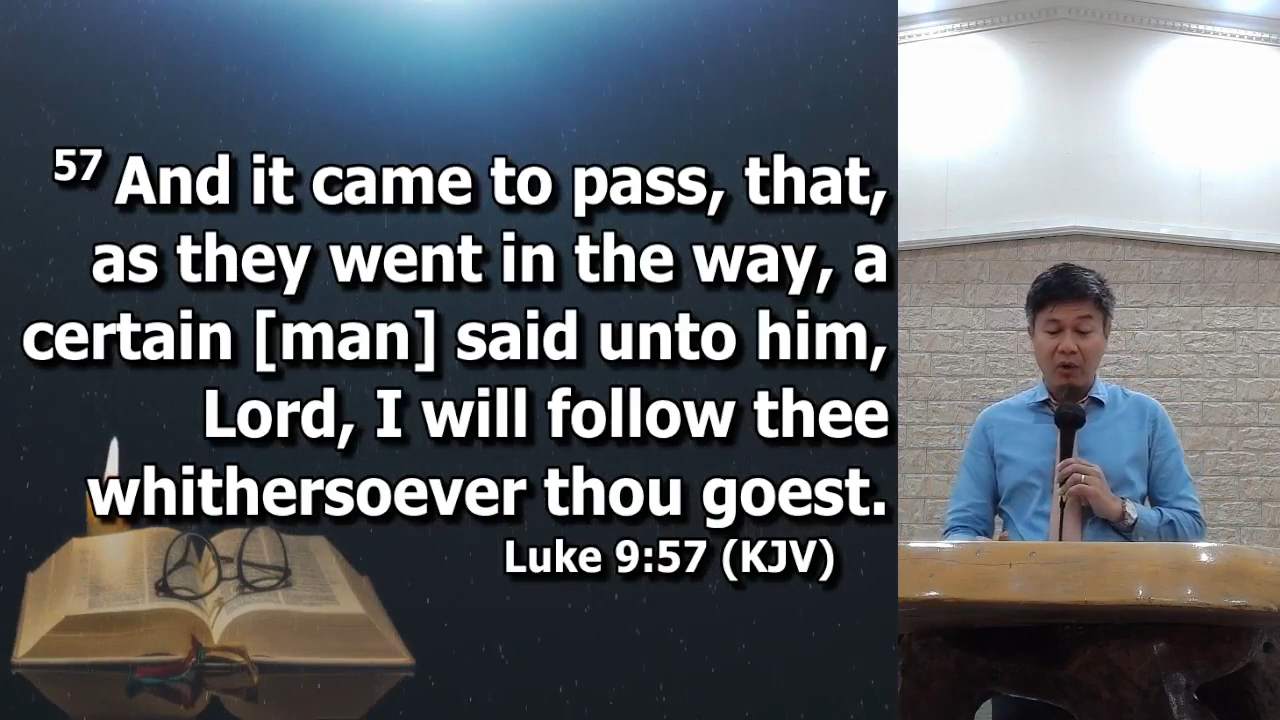 57 And it came to pass, that,
as they went in the way, a
certain [man] said unto him,
Lord, I will follow thee
whithersoever thou goest.
Luke 9:57 (KJV)